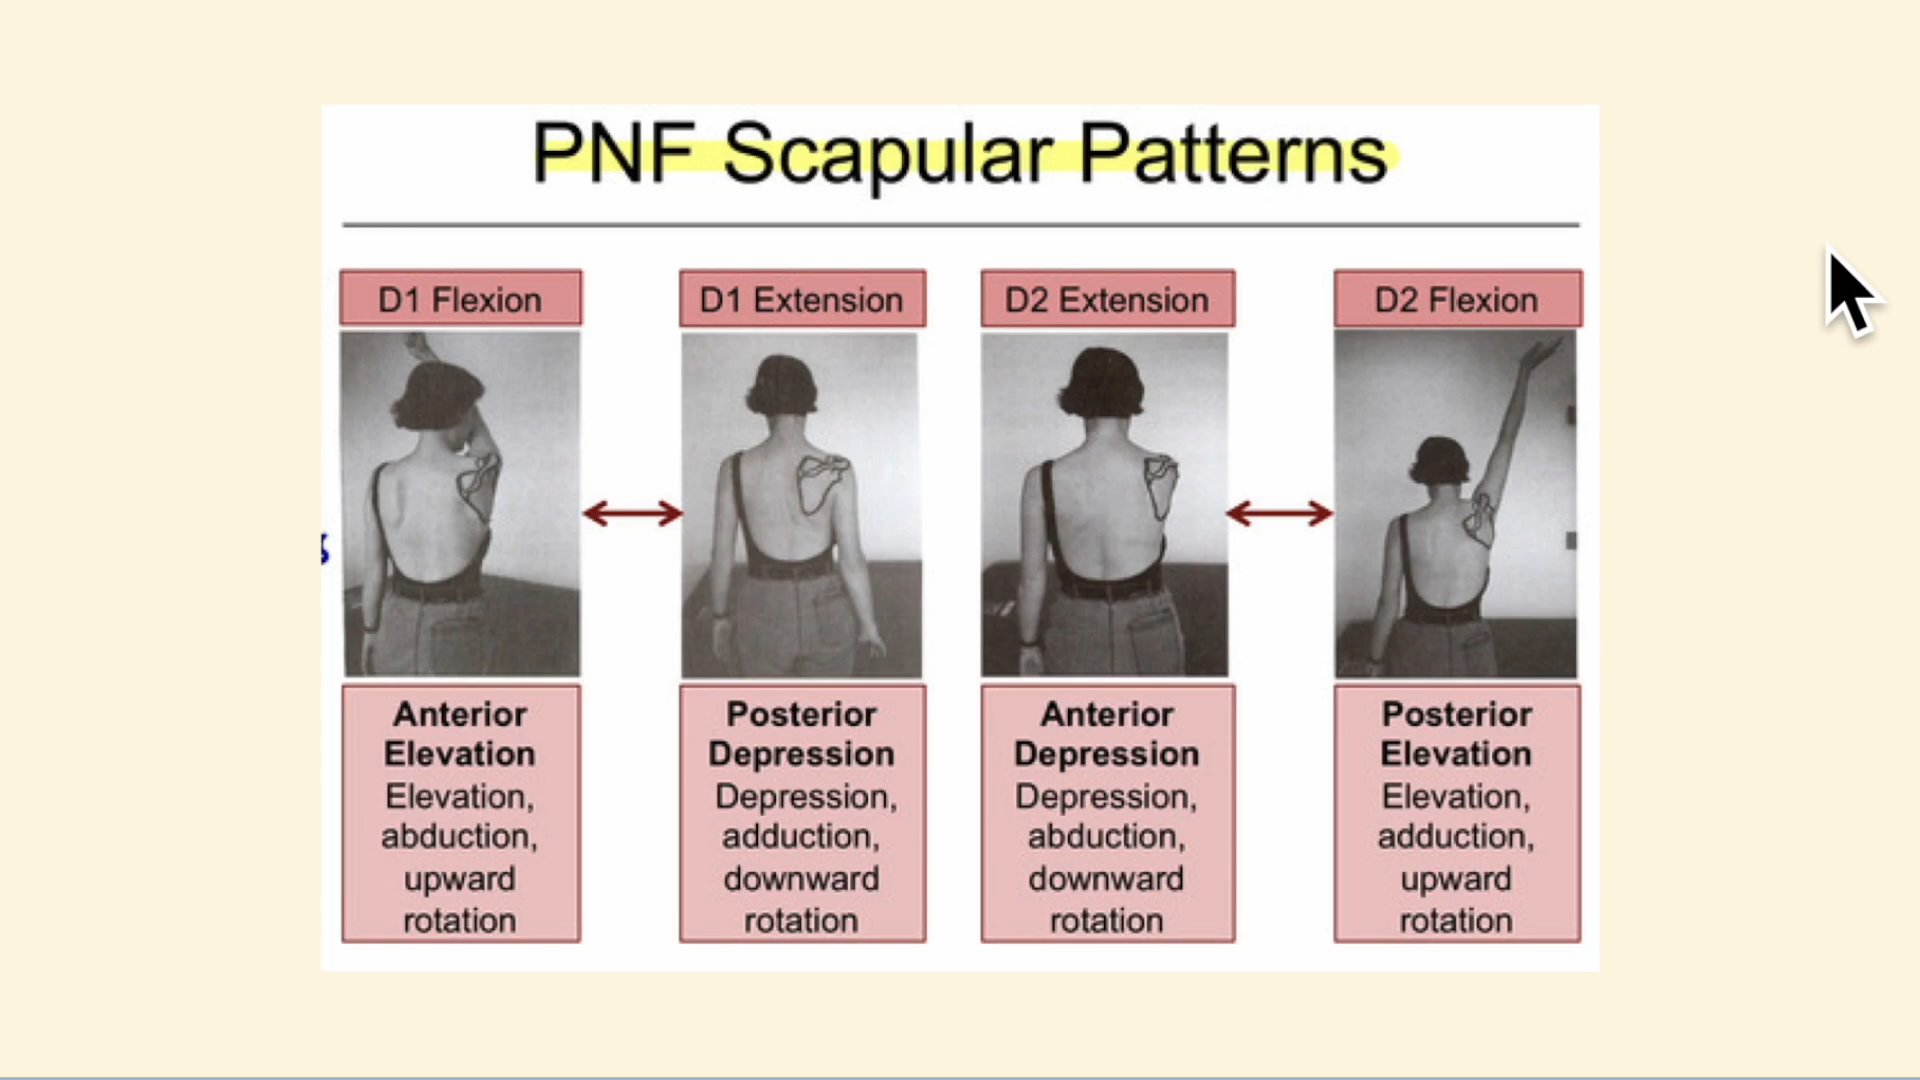 PNF Scapular Patterns
D1 Flexion
D1 Extension
D2 Extension
D2 Flexion
Anterior
Elevation
Elevation,
abduction,
upward
rotation
Posterior
Depression
Depression,
adduction,
downward
rotation
Anterior
Depression
Depression,
abduction,
downward
rotation
Posterior
Elevation
Elevation,
adduction,
upward
rotation